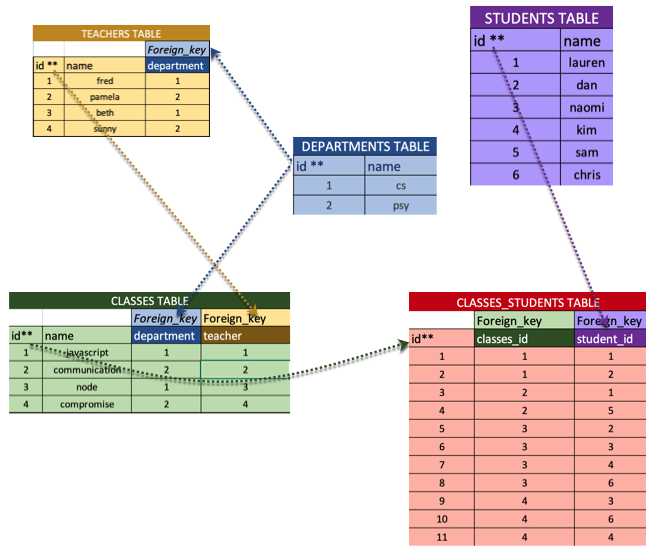 TEACHERS TABLE
Foreign_key
id ** name department
1 fred 1
2 pamela 2
3 beth 1
4 sunny 2
STUDENTS TABLE
id ** name
1 lauren
2 dan
3 naomi
4 kim
5 sam
6 chris
DEPARTMENTS TABLE
id ** name
1 cs
2 psy
CLASSES TABLE
Foreign_key Foreign_key
id** name department teacher
1 javascript 1 1
2 communication 2 2
3 node 1 3
4 compromise 2 4
CLASSES_STUDENTS TABLE
Foreign_key Foreign_key
id** classes_id student_id
1 1 1
2 1 2
3 2 1
4 2 5
5 3 2
6 3 3
7 3 4
8 3 6
9 4 3
10 4 6
11 4 4